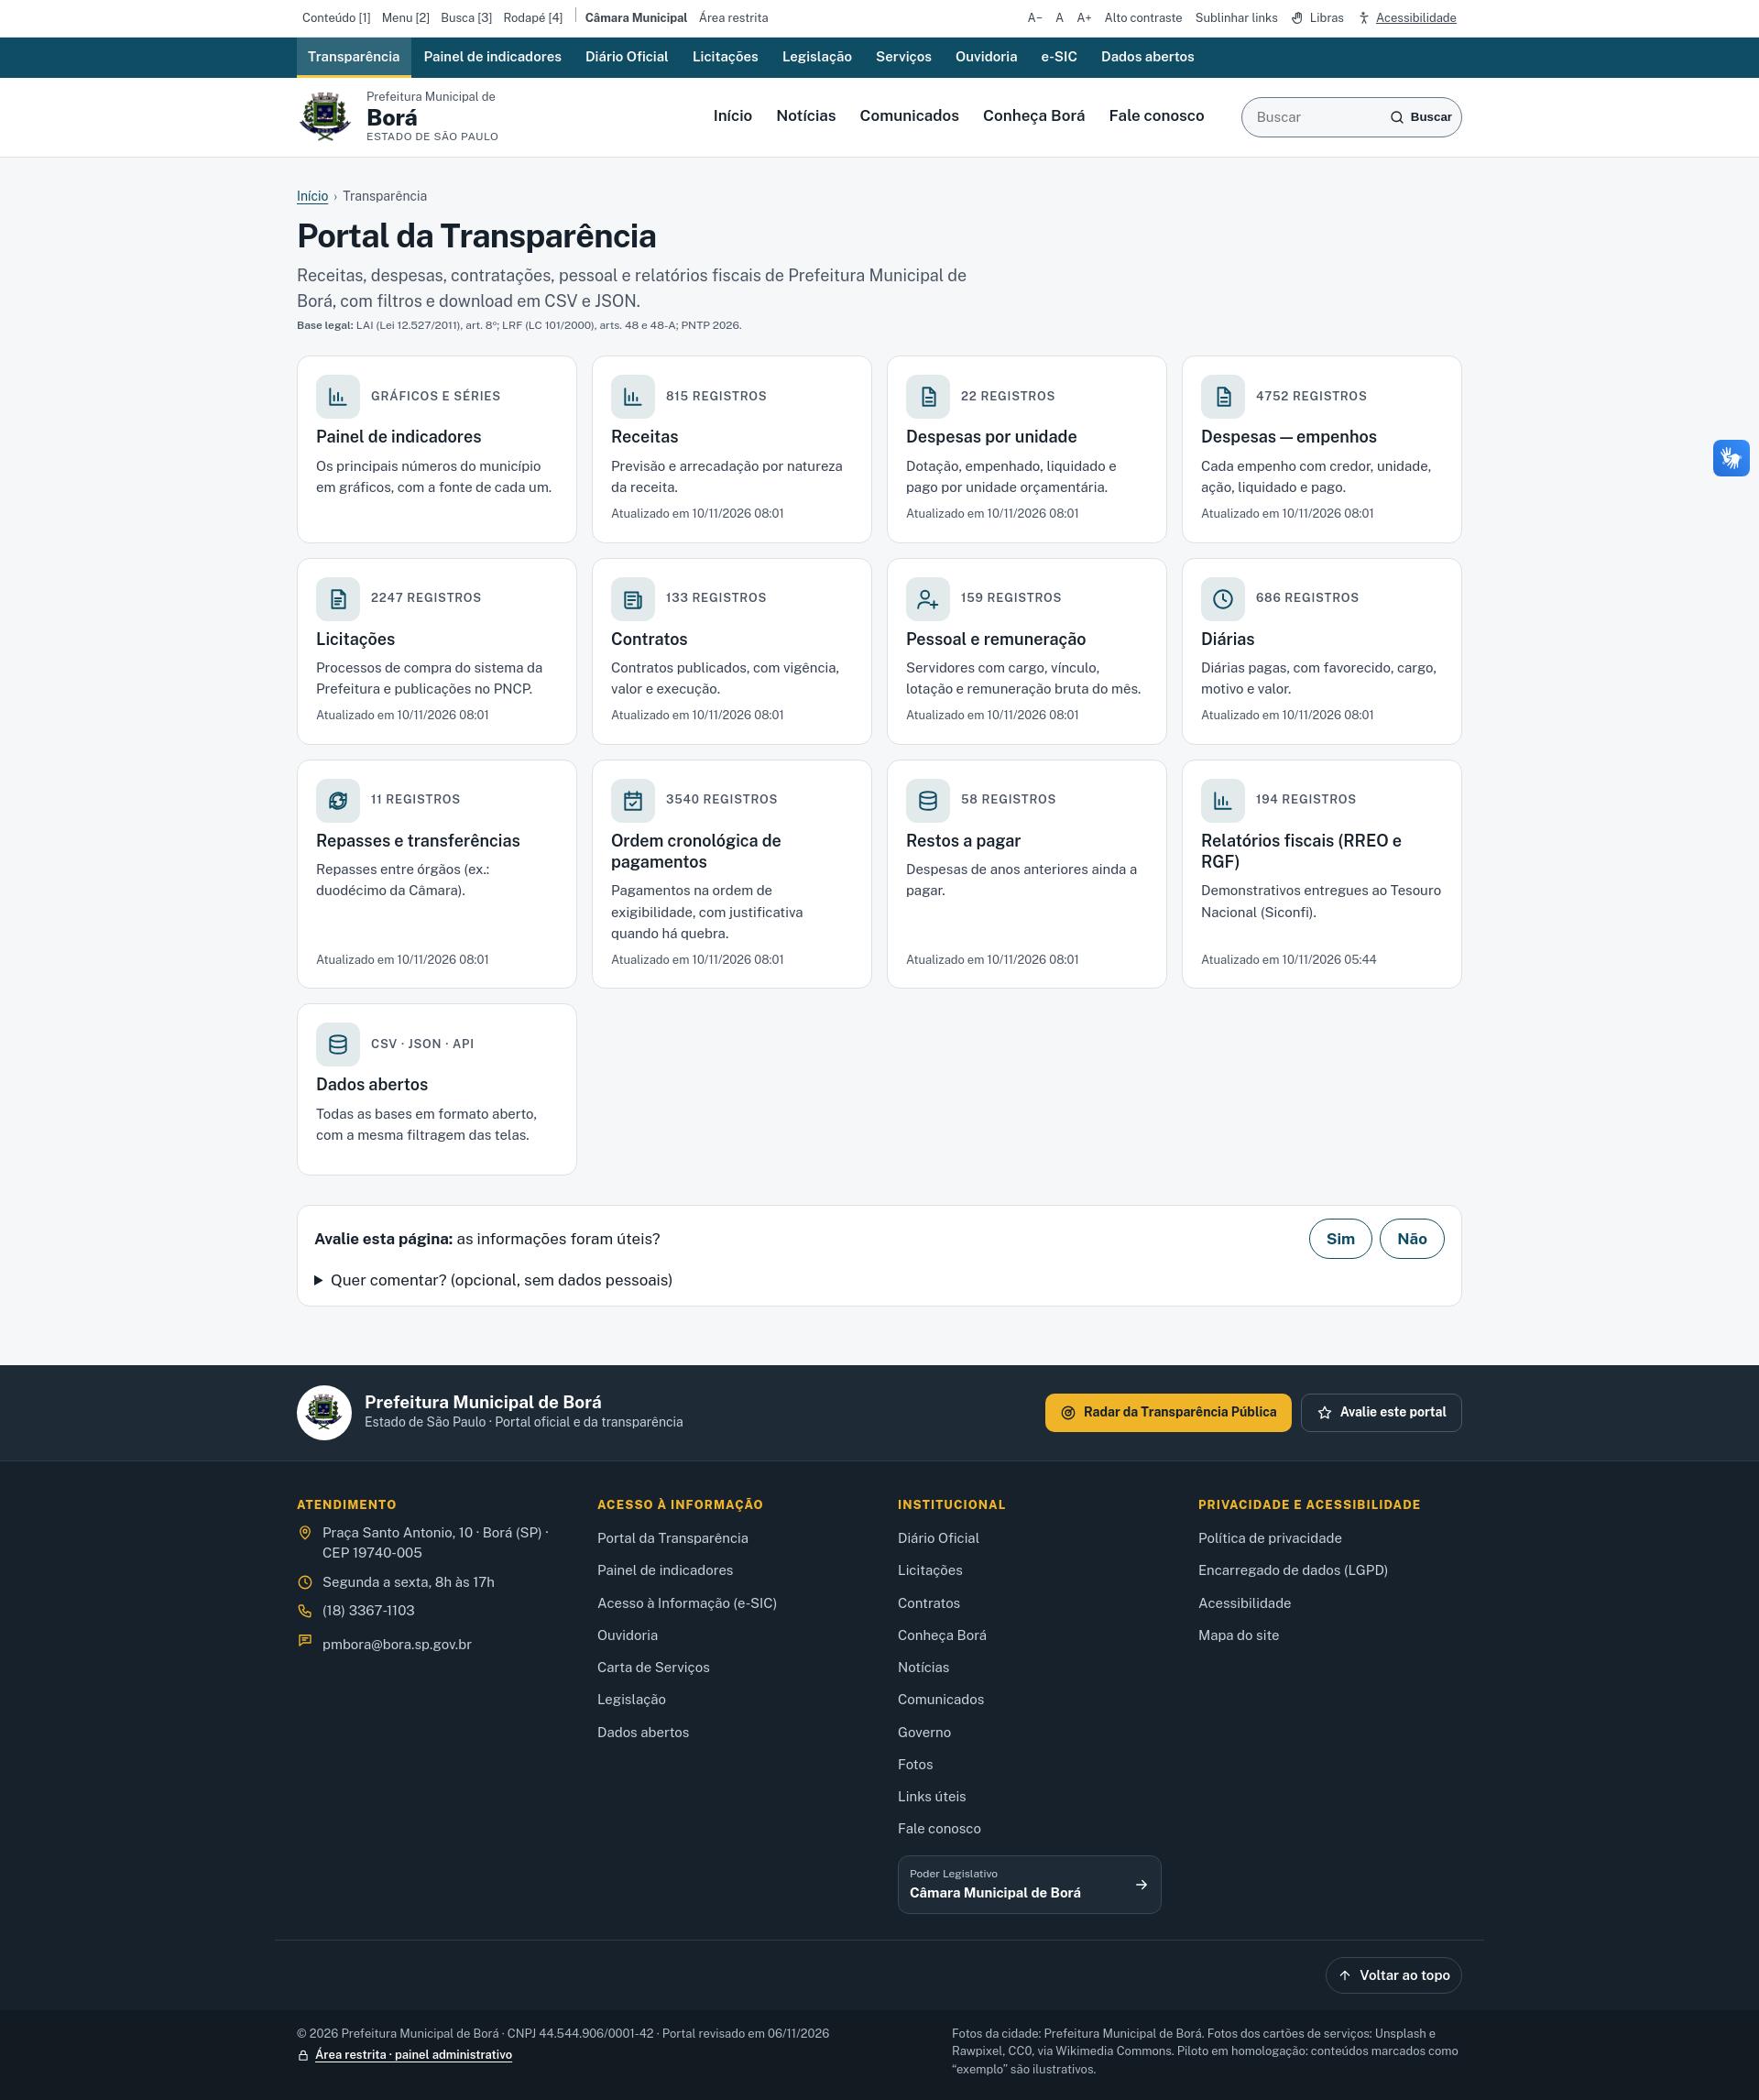 Conteúdo [1] Menu [2] Busca [3] Rodapé [4] Câmara Municipal Área restrita A− A A+ Alto contraste Sublinhar links Libras Acessibilidade
Transparência Painel de indicadores Diário Oficial Licitações Legislação Serviços Ouvidoria e-SIC Dados abertos
Prefeitura Municipal de
Borá
ESTADO DE SÃO PAULO
Início Notícias Comunicados Conheça Borá Fale conosco
Buscar Buscar
Início › Transparência
Portal da Transparência
Receitas, despesas, contratações, pessoal e relatórios fiscais de Prefeitura Municipal de
Borá, com filtros e download em CSV e JSON.
Base legal: LAI (Lei 12.527/2011), art. 8º; LRF (LC 101/2000), arts. 48 e 48-A; PNTP 2026.
GRÁFICOS E SÉRIES
Painel de indicadores
Os principais números do município
em gráficos, com a fonte de cada um.
815 REGISTROS
Receitas
Previsão e arrecadação por natureza
da receita.
Atualizado em 10/11/2026 08:01
22 REGISTROS
Despesas por unidade
Dotação, empenhado, liquidado e
pago por unidade orçamentária.
Atualizado em 10/11/2026 08:01
4752 REGISTROS
Despesas — empenhos
Cada empenho com credor, unidade,
ação, liquidado e pago.
Atualizado em 10/11/2026 08:01
2247 REGISTROS
Licitações
Processos de compra do sistema da
Prefeitura e publicações no PNCP.
Atualizado em 10/11/2026 08:01
133 REGISTROS
Contratos
Contratos publicados, com vigência,
valor e execução.
Atualizado em 10/11/2026 08:01
159 REGISTROS
Pessoal e remuneração
Servidores com cargo, vínculo,
lotação e remuneração bruta do mês.
Atualizado em 10/11/2026 08:01
686 REGISTROS
Diárias
Diárias pagas, com favorecido, cargo,
motivo e valor.
Atualizado em 10/11/2026 08:01
11 REGISTROS
Repasses e transferências
Repasses entre órgãos (ex.:
duodécimo da Câmara).
Atualizado em 10/11/2026 08:01
3540 REGISTROS
Ordem cronológica de
pagamentos
Pagamentos na ordem de
exigibilidade, com justificativa
quando há quebra.
Atualizado em 10/11/2026 08:01
58 REGISTROS
Restos a pagar
Despesas de anos anteriores ainda a
pagar.
Atualizado em 10/11/2026 08:01
194 REGISTROS
Relatórios fiscais (RREO e
RGF)
Demonstrativos entregues ao Tesouro
Nacional (Siconfi).
Atualizado em 10/11/2026 05:44
CSV · JSON · API
Dados abertos
Todas as bases em formato aberto,
com a mesma filtragem das telas.
Avalie esta página: as informações foram úteis?
Sim Não
Quer comentar? (opcional, sem dados pessoais)
Prefeitura Municipal de Borá
Estado de São Paulo · Portal oficial e da transparência
Radar da Transparência Pública Avalie este portal
ATENDIMENTO
Praça Santo Antonio, 10 · Borá (SP) ·
CEP 19740-005
Segunda a sexta, 8h às 17h
(18) 3367-1103
pmbora@bora.sp.gov.br
ACESSO À INFORMAÇÃO
Portal da Transparência
Painel de indicadores
Acesso à Informação (e-SIC)
Ouvidoria
Carta de Serviços
Legislação
Dados abertos
INSTITUCIONAL
Diário Oficial
Licitações
Contratos
Conheça Borá
Notícias
Comunicados
Governo
Fotos
Links úteis
Fale conosco
Poder Legislativo
Câmara Municipal de Borá
PRIVACIDADE E ACESSIBILIDADE
Política de privacidade
Encarregado de dados (LGPD)
Acessibilidade
Mapa do site
Voltar ao topo
© 2026 Prefeitura Municipal de Borá · CNPJ 44.544.906/0001-42 · Portal revisado em 06/11/2026
Área restrita · painel administrativo
Fotos da cidade: Prefeitura Municipal de Borá. Fotos dos cartões de serviços: Unsplash e
Rawpixel, CC0, via Wikimedia Commons. Piloto em homologação: conteúdos marcados como
“exemplo” são ilustrativos.